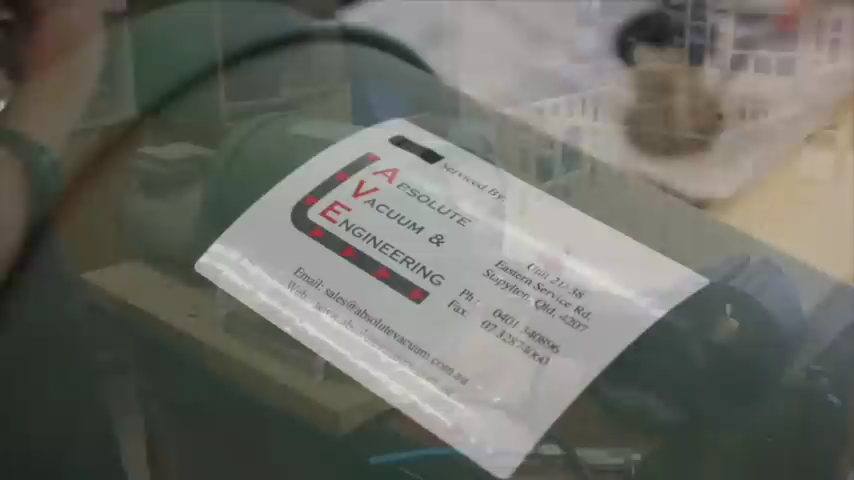 Serviced By:
ABSOLUTE
VACUUM &
ENGINEERING
Unit 21/38
Eastern Service Rd.
Stapylton, Qld. 4207
Ph: 0401 340896
Fax: 07 32874060
Email: sales@absolutevacuum.com.au